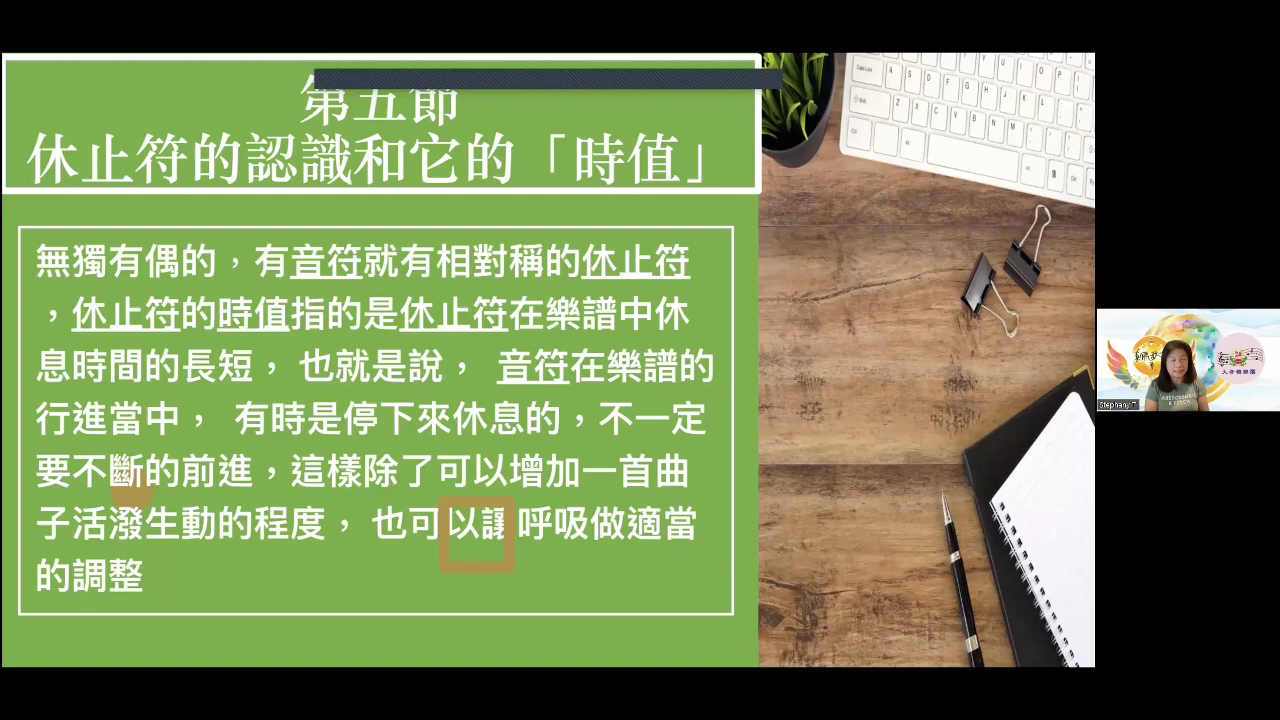 第五節
休止符的認識和它的「時值」
無獨有偶的，有音符就有相對稱的休止符
，休止符的時值指的是休止符在樂譜中休
息時間的長短， 也就是說， 音符在樂譜的
行進當中， 有時是停下來休息的，不一定
要不斷的前進，這樣除了可以增加一首曲
子活潑生動的程度， 也可以讓 呼吸做適當
的調整